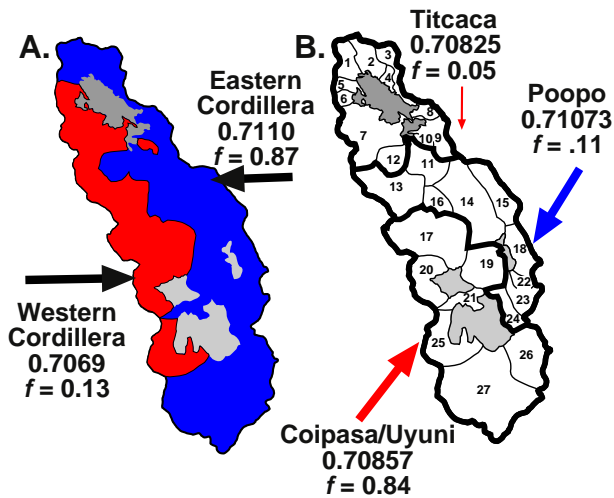 A.
Eastern
Cordillera
0.7110
f = 0.87
Western
Cordillera
0.7069
f = 0.13
B.
Titcaca
0.70825
f = 0.05
Poopo
0.71073
f = .11
Coipasa/Uyuni
0.70857
f = 0.84
1
2
3
4
5
6
7
8
10 9
11
12
13
14
15
16
17
18
19
20
21
22
23
24
25
26
27